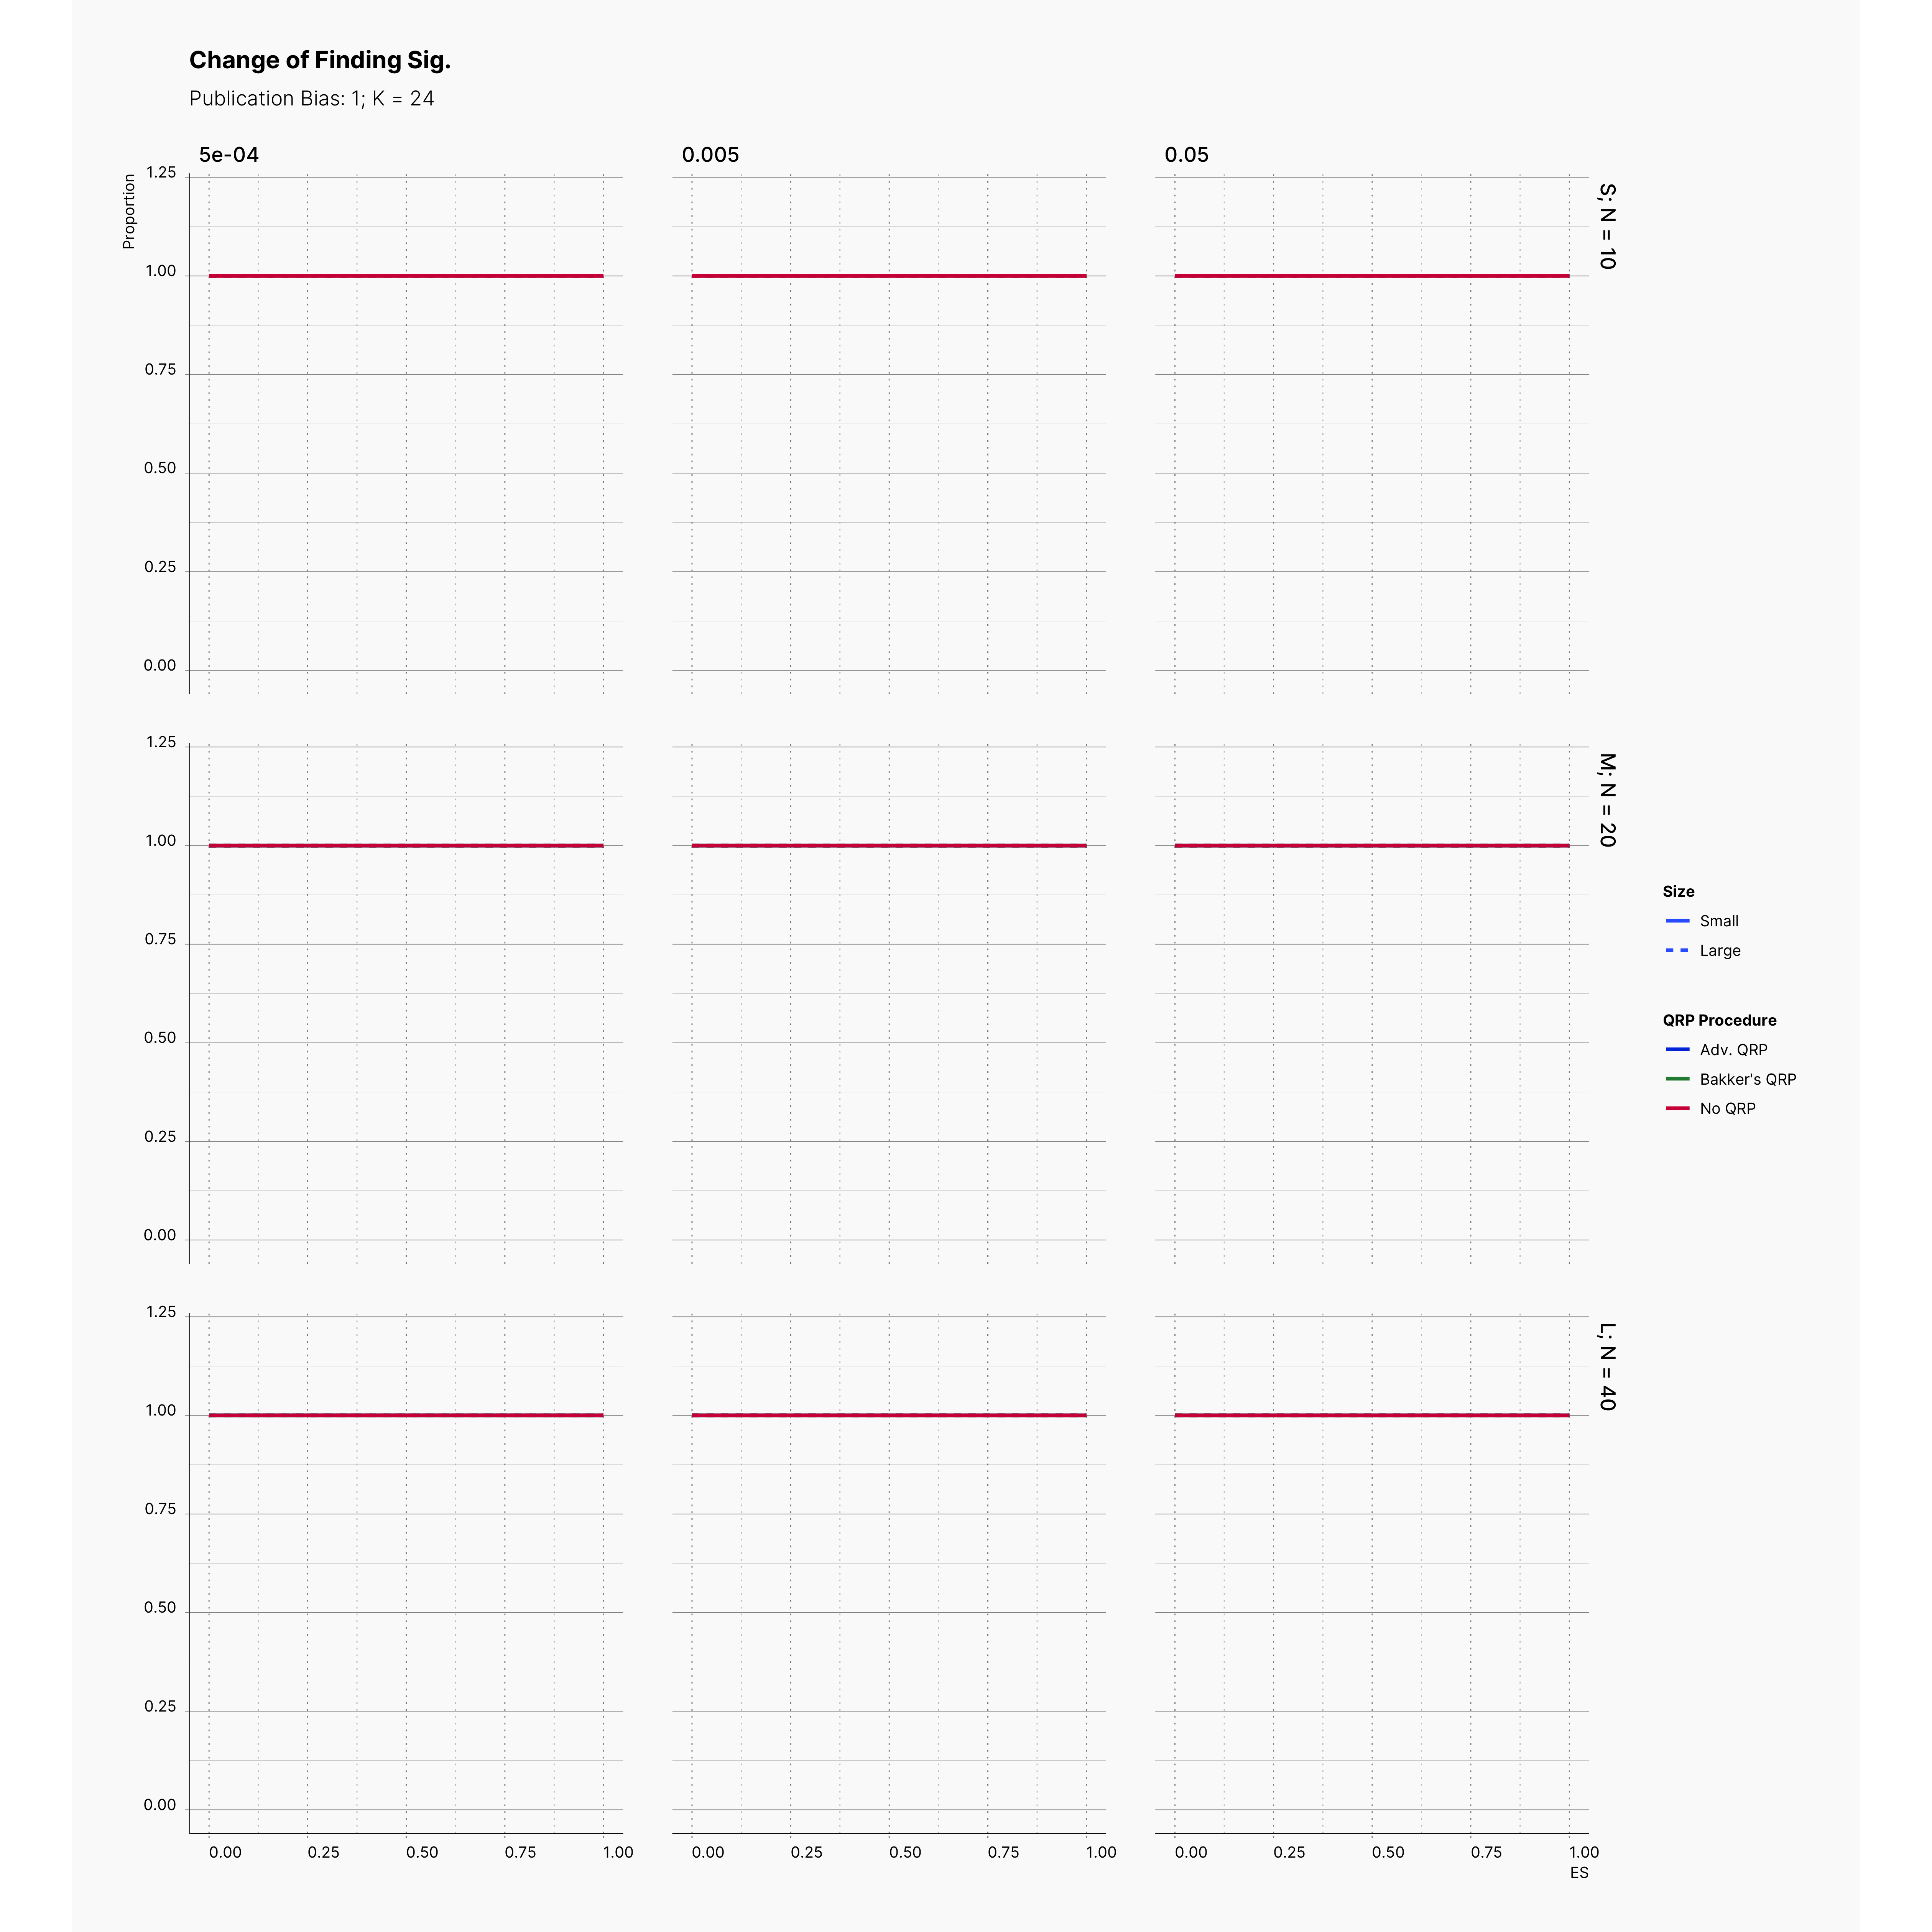 Change of Finding Sig.
Publication Bias: 1; K = 24
5e-04
0.005
0.05
Proportion
1.25
1.00
0.75
0.50
0.25
0.00
S; N = 10
1.25
1.00
0.75
0.50
0.25
0.00
M; N = 20
1.25
1.00
0.75
0.50
0.25
0.00
L; N = 40
0.00 0.25 0.50 0.75 1.00
0.00 0.25 0.50 0.75 1.00
0.00 0.25 0.50 0.75 1.00
ES
Size
Small
Large
QRP Procedure
Adv. QRP
Bakker's QRP
No QRP